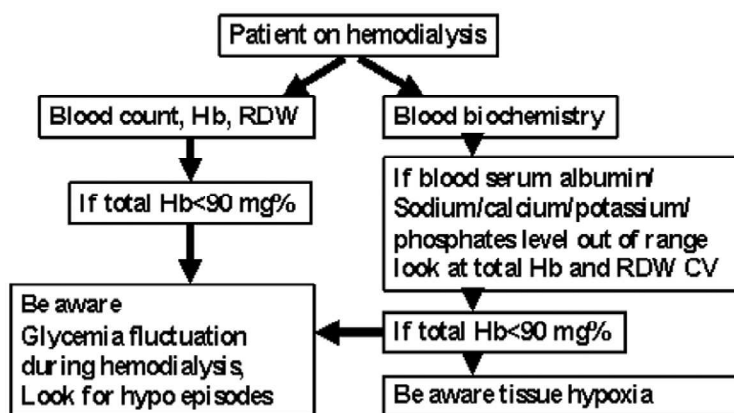 Patient on hemodialysis
Blood count, Hb, RDW
Blood biochemistry
If total Hb<90 mg%
If blood serum albumin/
Sodium/calcium/potassium/
phosphates level out of range
look at total Hb and RDW CV
Be aware
Glycemia fluctuation
during hemodialysis,
Look for hypo episodes
If total Hb<90 mg%
Be aware tissue hypoxia